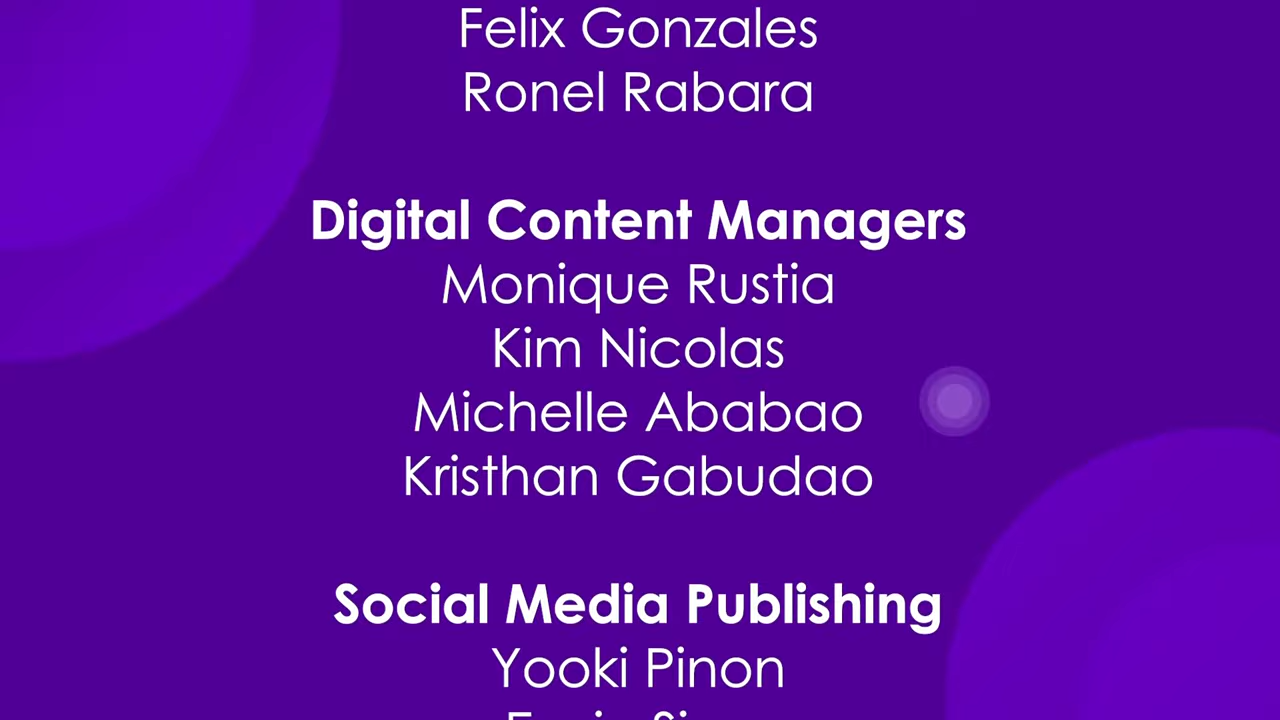 Felix Gonzales
Ronel Rabara
Digital Content Managers
Monique Rustia
Kim Nicolas
Michelle Ababao
Kristhan Gabudao
Social Media Publishing
Yooki Pinon